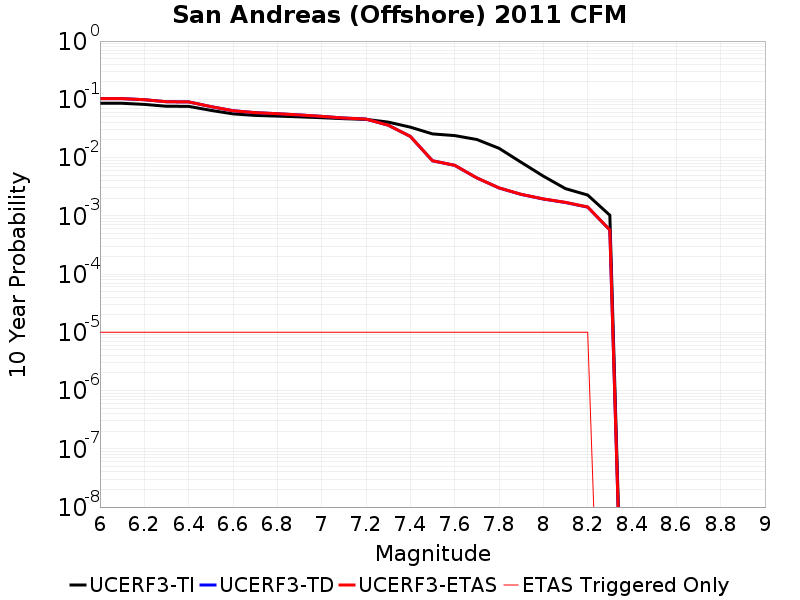 San Andreas (Offshore) 2011 CFM
10 Year Probability
10^0
10^-1
10^-2
10^-3
10^-4
10^-5
10^-6
10^-7
10^-8
6 6.2 6.4 6.6 6.8 7 7.2 7.4 7.6 7.8 8 8.2 8.4 8.6 8.8 9
Magnitude
UCERF3-TI UCERF3-TD UCERF3-ETAS ETAS Triggered Only